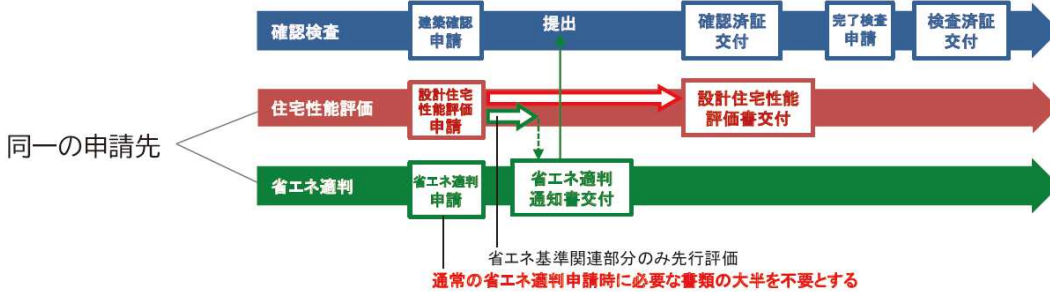 確認検査
建築確認
申請
提出
確認済証
交付
完了検査
申請
検査済証
交付
同一の申請先
住宅性能評価
設計住宅
性能評価
申請
設計住宅性能
評価書交付
省エネ適判
省エネ適判
申請
省エネ適判
通知書交付
省エネ基準関連部分のみ先行評価
通常の省エネ適判申請時に必要な書類の大半を不要とする